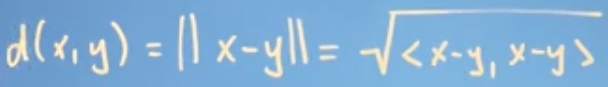 d(x,y) = ||x-y|| = √<x-y, x-y>